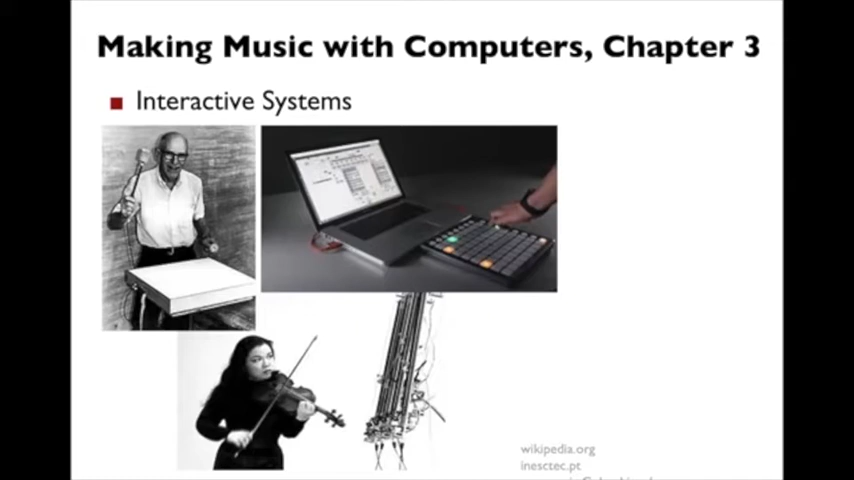 Making Music with Computers, Chapter 3
Interactive Systems
wikipedia.org
inesctec.pt